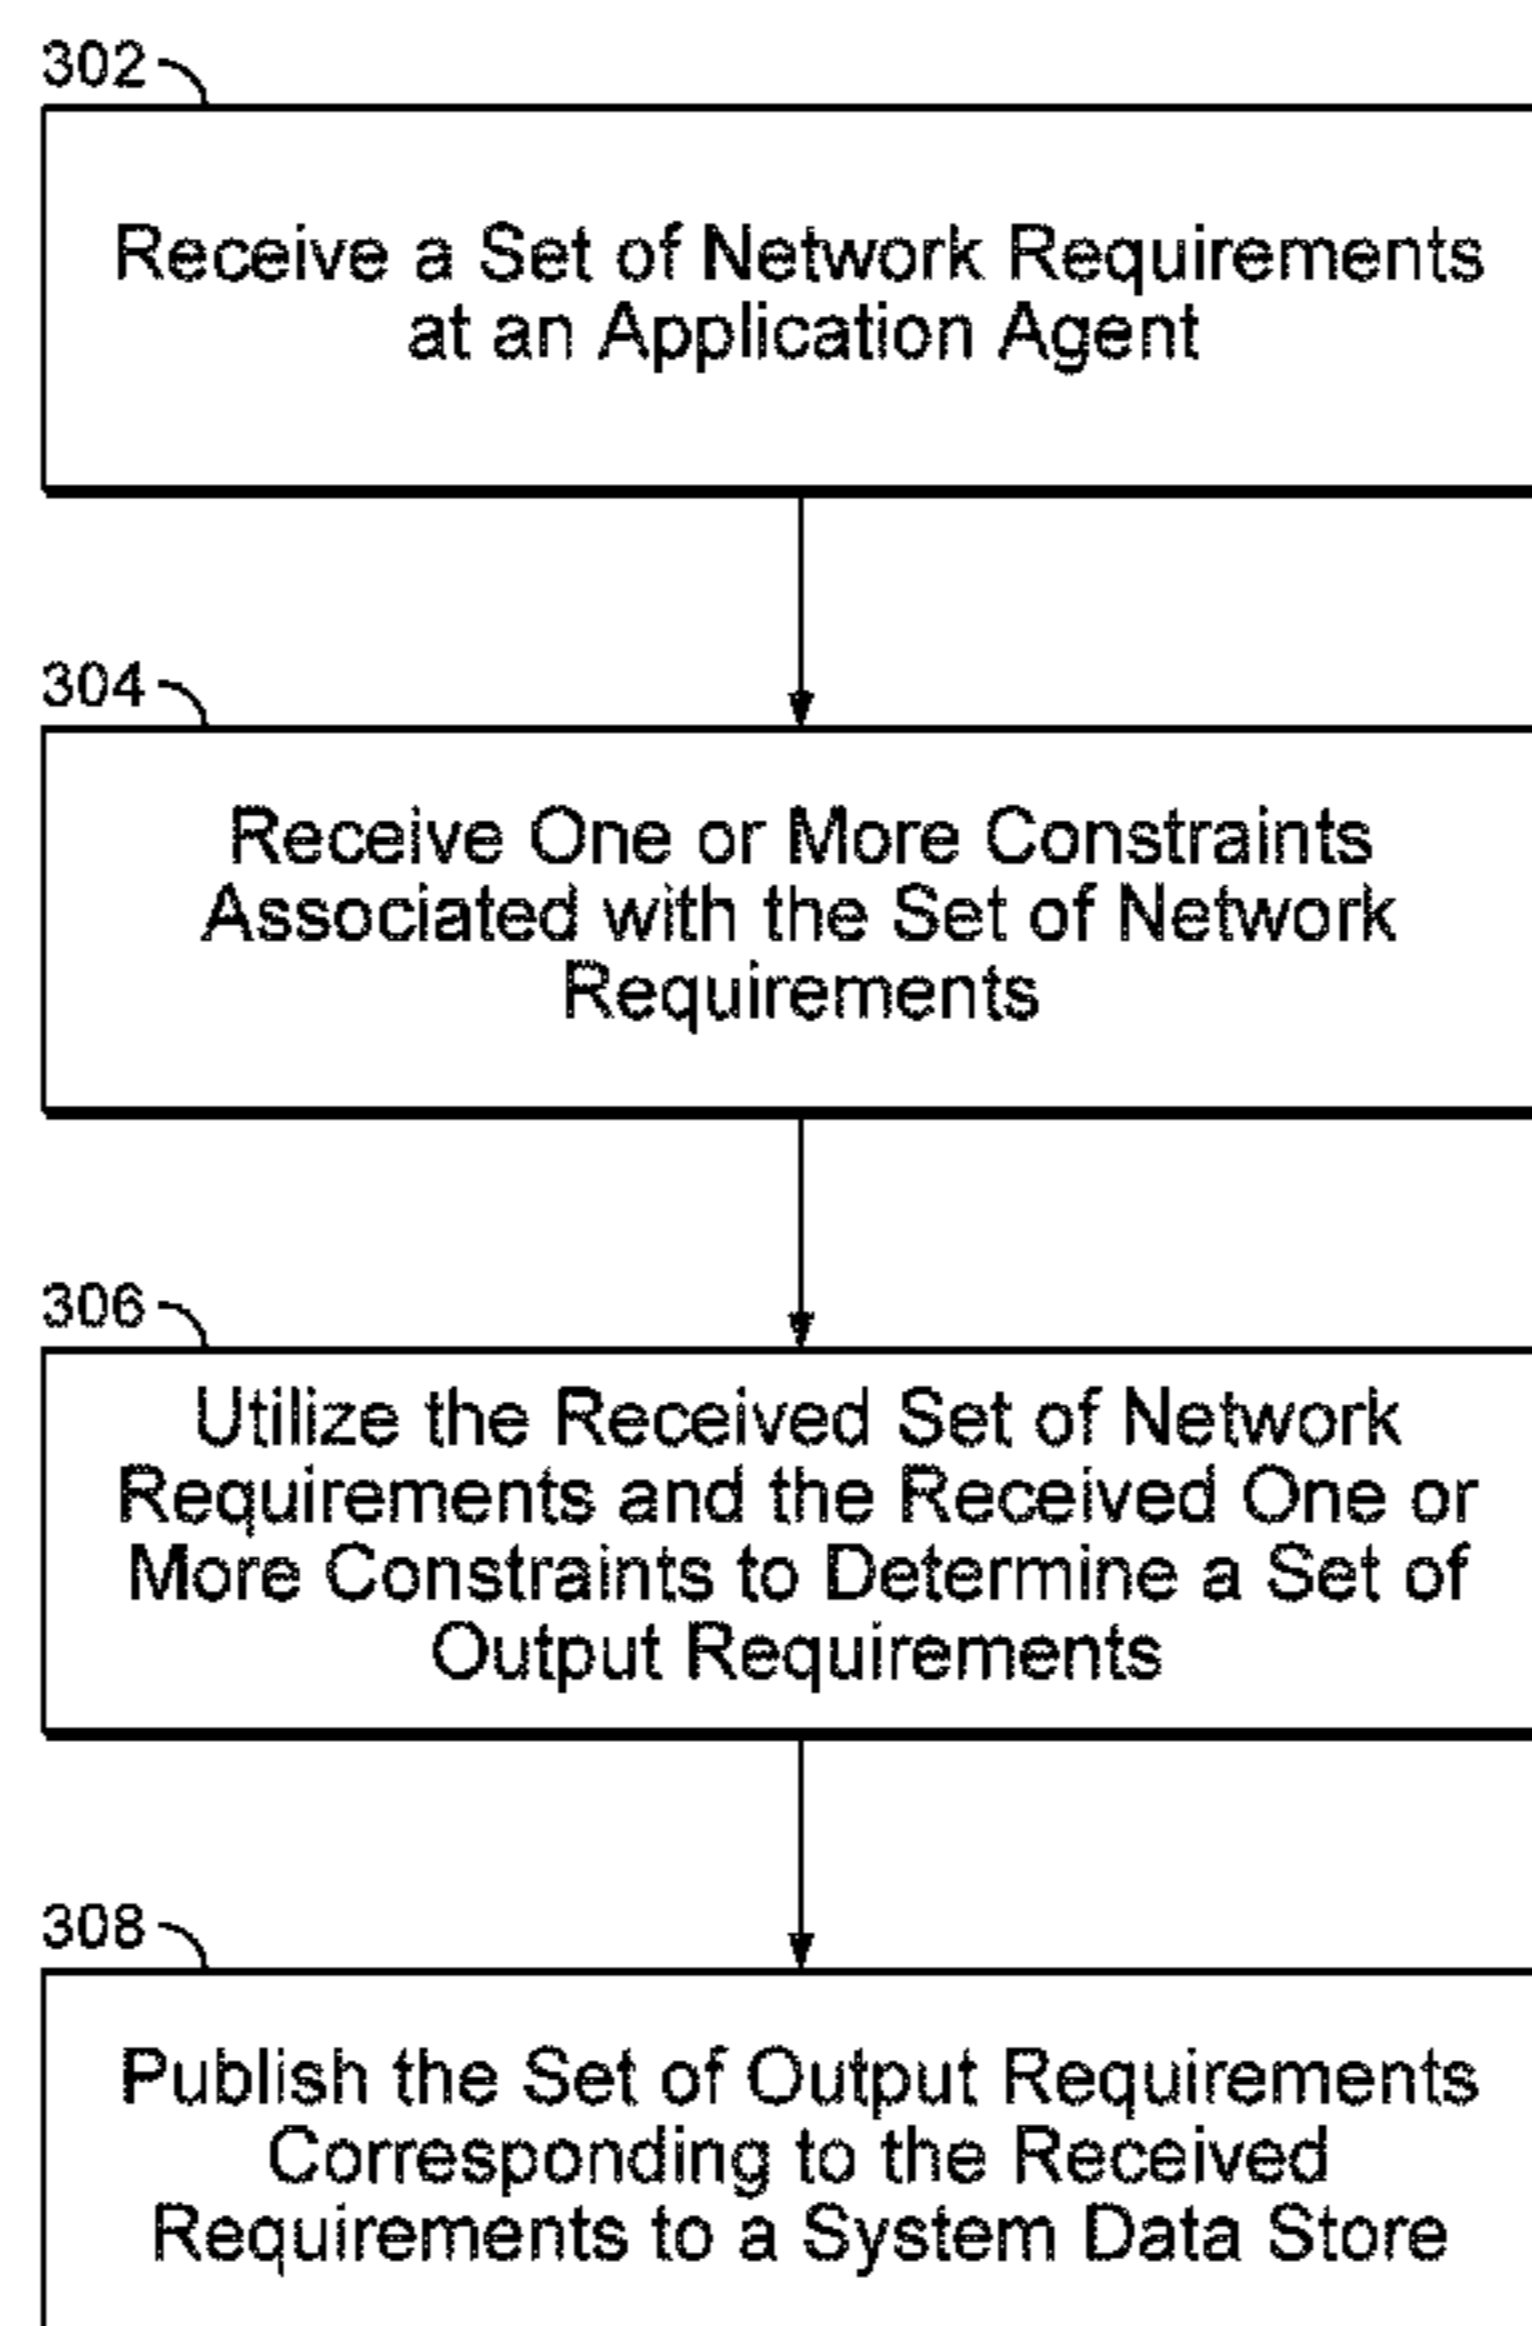 302
Receive a Set of Network Requirements
at an Application Agent
304
Receive One or More Constraints
Associated with the Set of Network
Requirements
306
Utilize the Received Set of Network
Requirements and the Received One or
More Constraints to Determine a Set of
Output Requirements
308
Publish the Set of Output Requirements
Corresponding to the Received
Requirements to a System Data Store